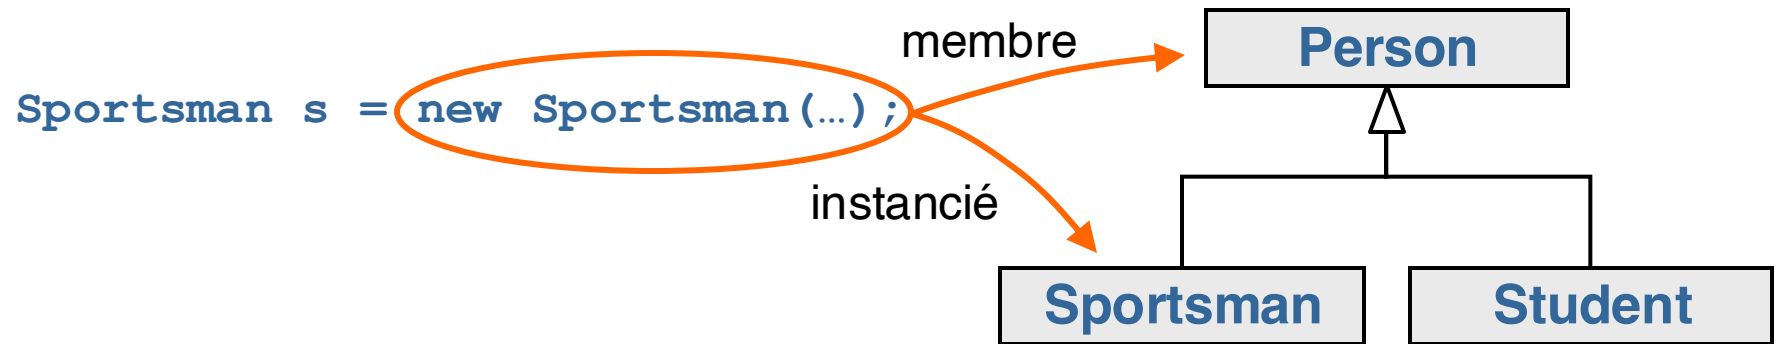 membre
Person
Sportsman s = new Sportsman(…);
instancié
Sportsman
Student